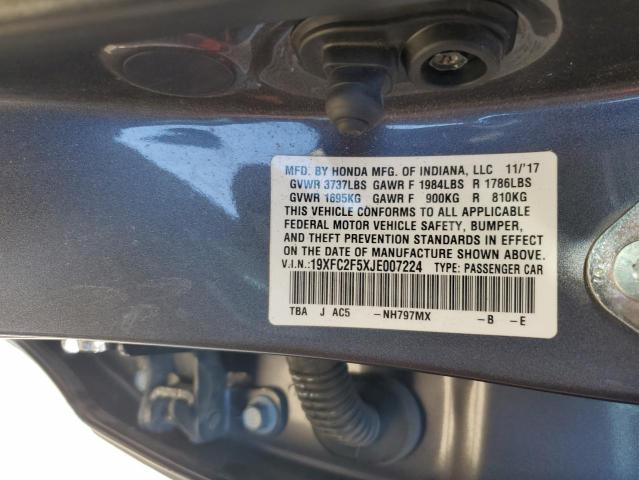 MFD. BY HONDA MFG. OF INDIANA, LLC 11/'17
GVWR 3737LBS GAWR F 1984LBS R 1786LBS
GVWR 1695KG GAWR F 900KG R 810KG
THIS VEHICLE CONFORMS TO ALL APPLICABLE
FEDERAL MOTOR VEHICLE SAFETY, BUMPER,
AND THEFT PREVENTION STANDARDS IN EFFECT
ON THE DATE OF MANUFACTURE SHOWN ABOVE.
V.I.N.:19XFC2F5XJE007224 TYPE: PASSENGER CAR
TBA J AC5 –NH797MX –B –E